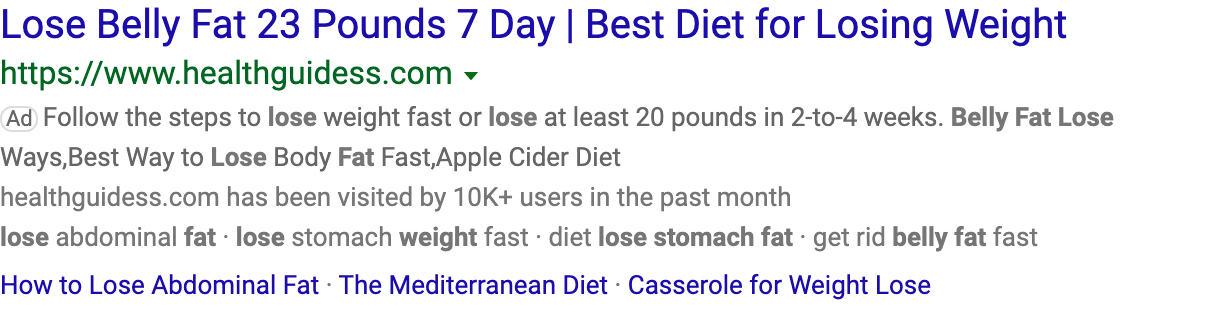 Lose Belly Fat 23 Pounds 7 Day | Best Diet for Losing Weight
https://www.healthguidess.com
Ad Follow the steps to lose weight fast or lose at least 20 pounds in 2-to-4 weeks. Belly Fat Lose
Ways,Best Way to Lose Body Fat Fast,Apple Cider Diet
healthguidess.com has been visited by 10K+ users in the past month
lose abdominal fat · lose stomach weight fast · diet lose stomach fat · get rid belly fat fast
How to Lose Abdominal Fat · The Mediterranean Diet · Casserole for Weight Lose